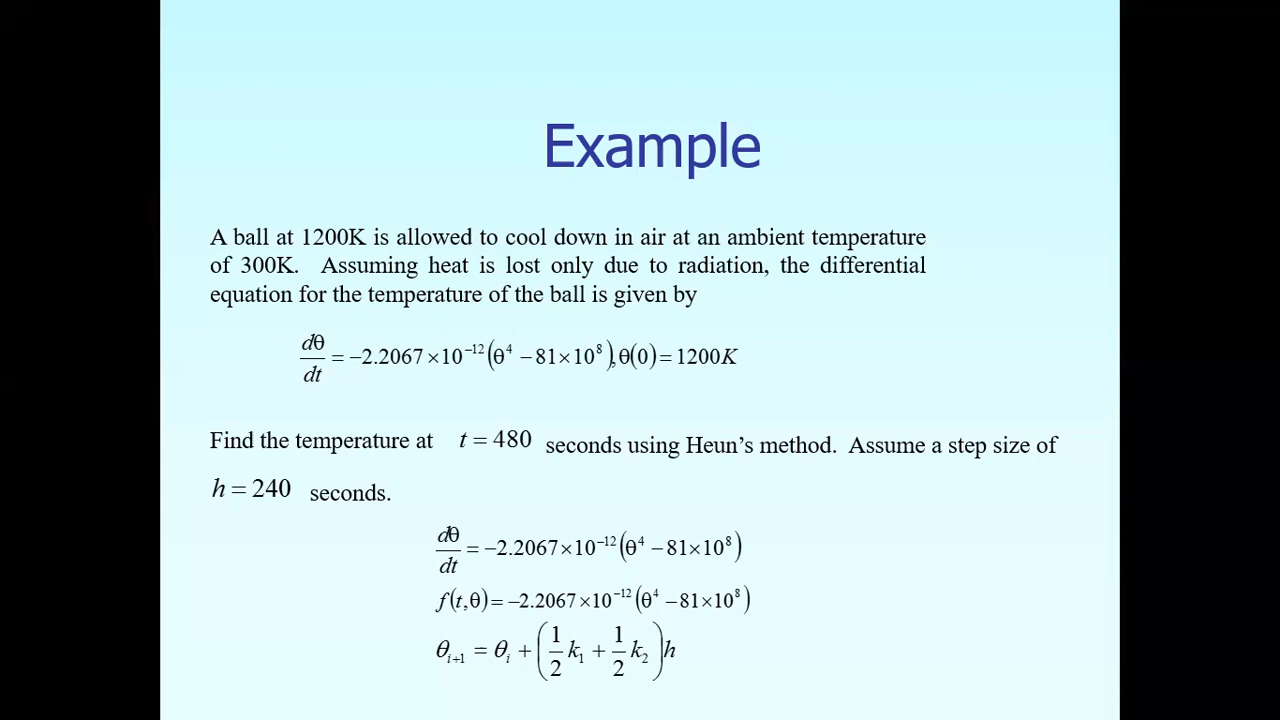 Example
A ball at 1200K is allowed to cool down in air at an ambient temperature
of 300K. Assuming heat is lost only due to radiation, the differential
equation for the temperature of the ball is given by
dθ/dt = −2.2067×10⁻¹²(θ⁴ − 81×10⁸), θ(0) = 1200K
Find the temperature at t = 480 seconds using Heun’s method. Assume a step size of
h = 240 seconds.
dθ/dt = −2.2067×10⁻¹²(θ⁴ − 81×10⁸)
f(t,θ) = −2.2067×10⁻¹²(θ⁴ − 81×10⁸)
θᵢ₊₁ = θᵢ + (1/2 k₁ + 1/2 k₂)h